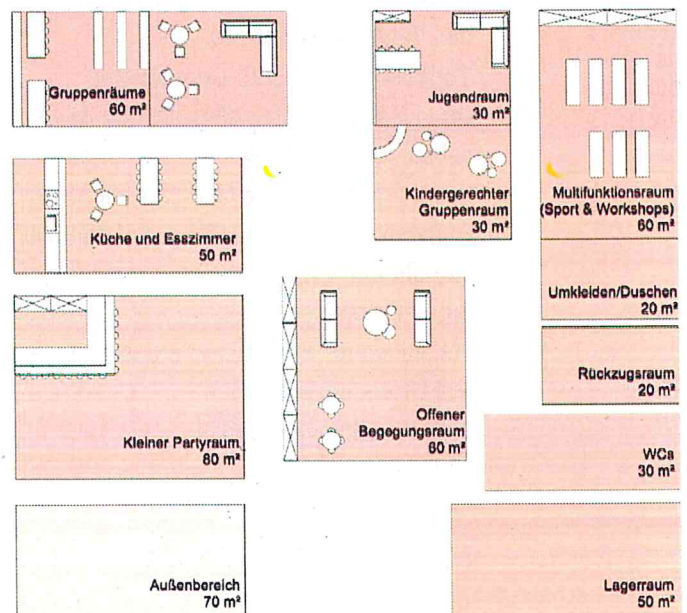 Gruppenräume
60 m²
Jugendraum
30 m²
Kindergerechter
Gruppenraum
30 m²
Multifunktionsraum
(Sport & Workshops)
60 m²
Küche und Esszimmer
50 m²
Umkleiden/Duschen
20 m²
Rückzugsraum
20 m²
Kleiner Partyraum
80 m²
Offener
Begegungsraum
60 m²
WCs
30 m²
Außenbereich
70 m²
Lagerraum
50 m²